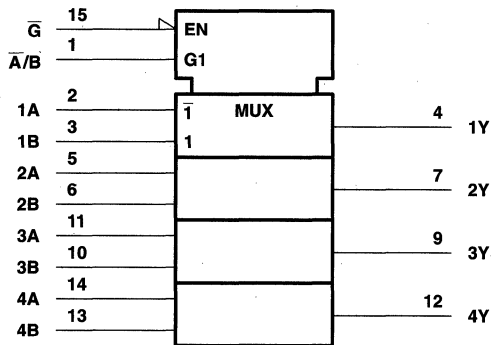 G̅ 15 EN
A̅/B 1 G1
1A 2 1̅ MUX
4 1Y
1B 3 1
2A 5
7 2Y
2B 6
3A 11
9 3Y
3B 10
4A 14
12 4Y
4B 13